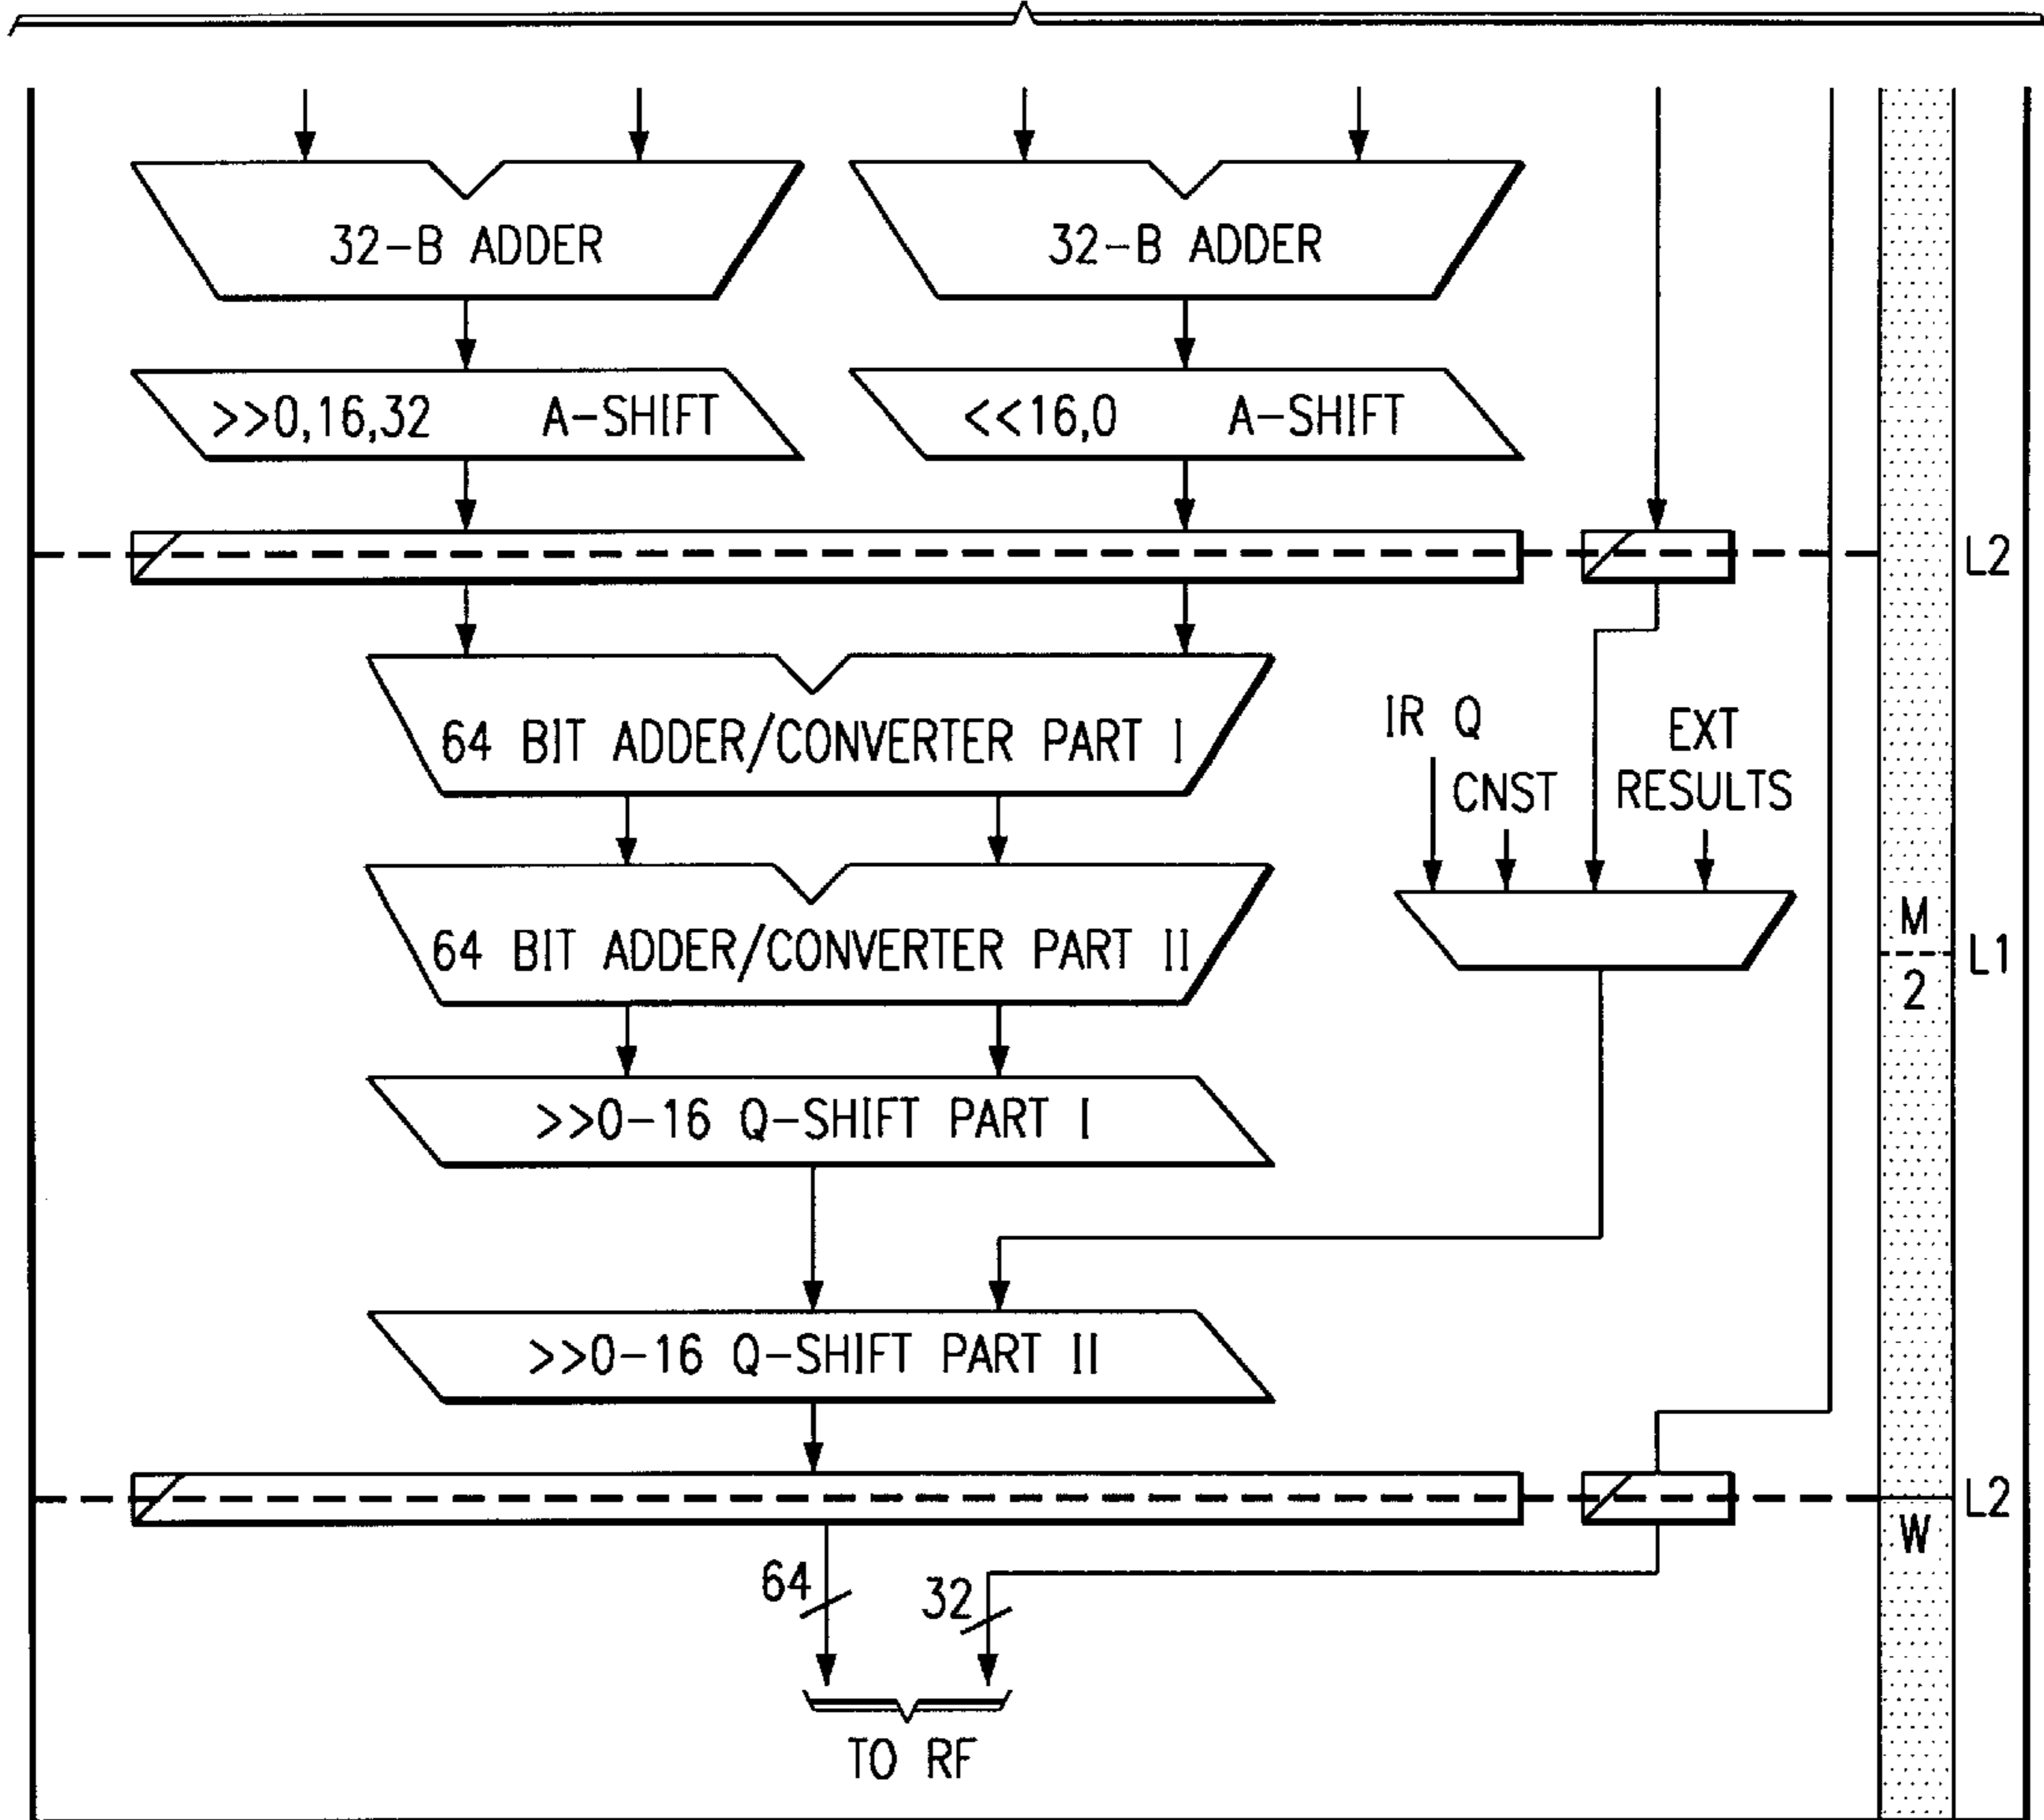 32-B ADDER
32-B ADDER
>>0,16,32 A-SHIFT
<<16,0 A-SHIFT
L2
64 BIT ADDER/CONVERTER PART I
IR Q
CNST
EXT
RESULTS
64 BIT ADDER/CONVERTER PART II
M
2
L1
>>0-16 Q-SHIFT PART I
>>0-16 Q-SHIFT PART II
L2
W
64
32
TO RF